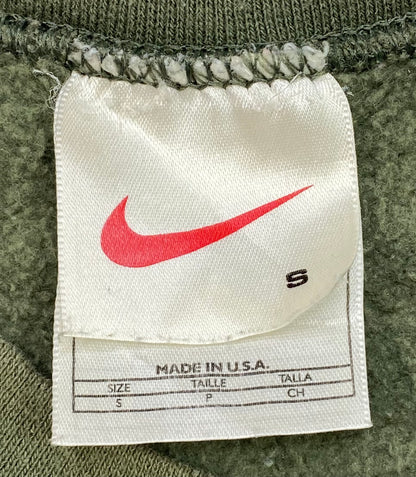 S
MADE IN U.S.A.
SIZE TAILLE TALLA
S P CH